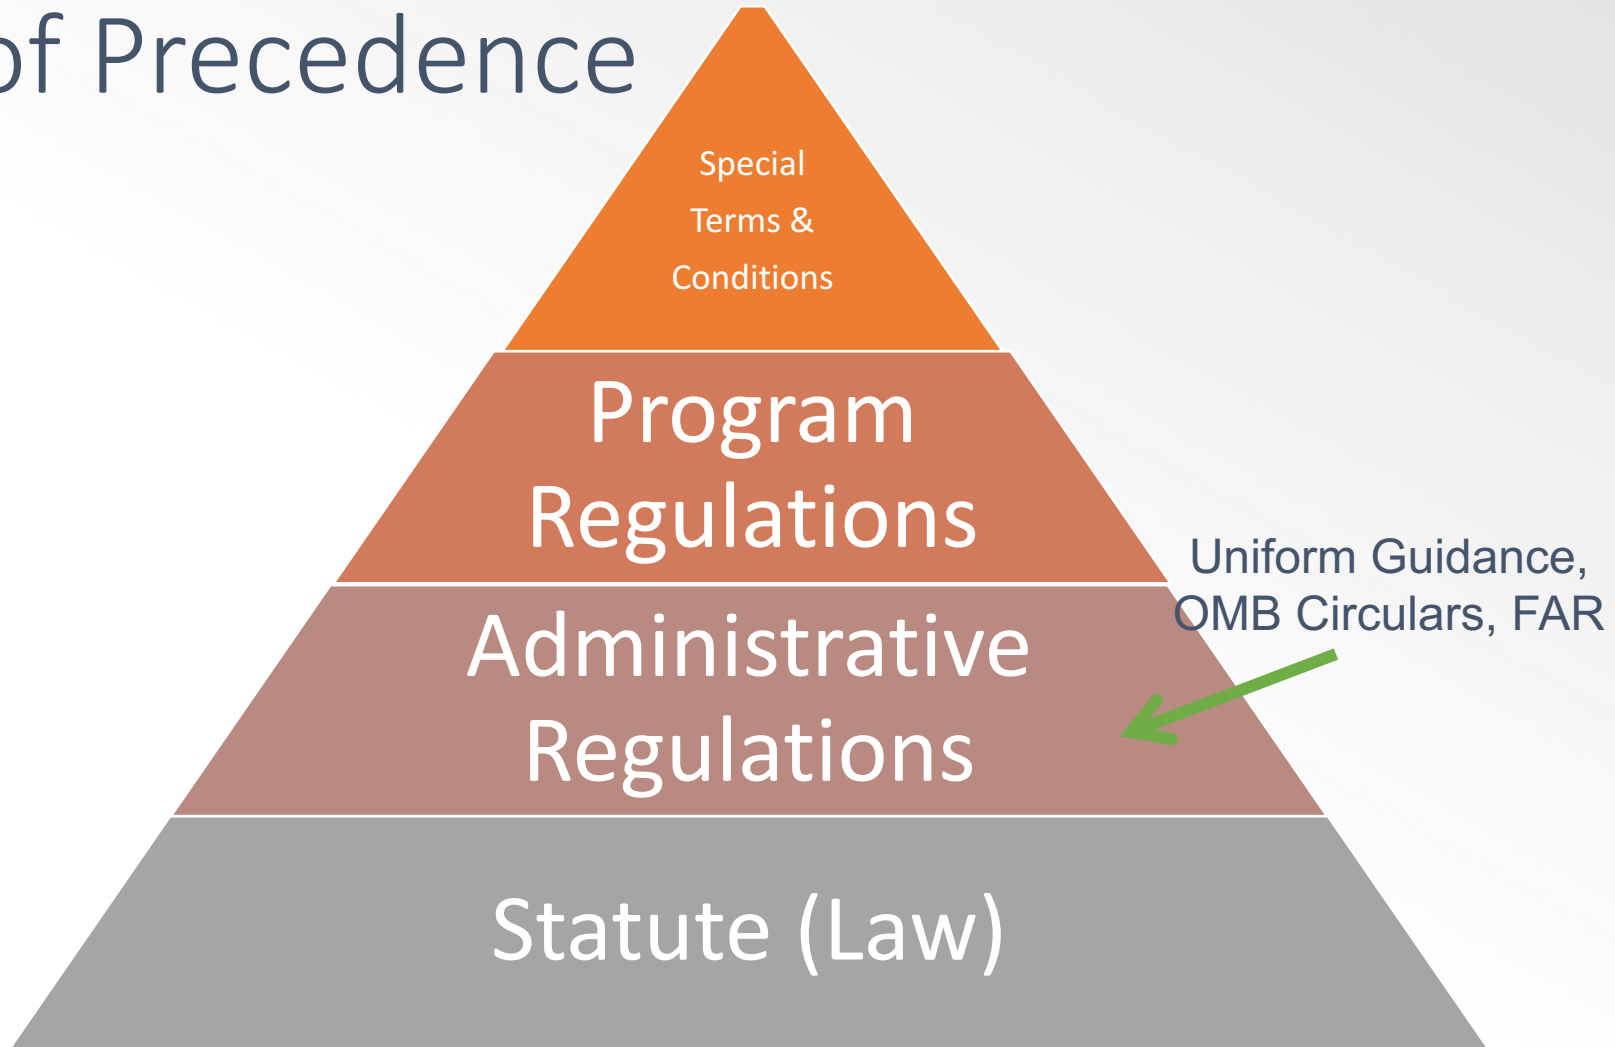 of Precedence
Special
Terms &
Conditions
Program
Regulations
Uniform Guidance,
OMB Circulars, FAR
Administrative
Regulations
Statute (Law)